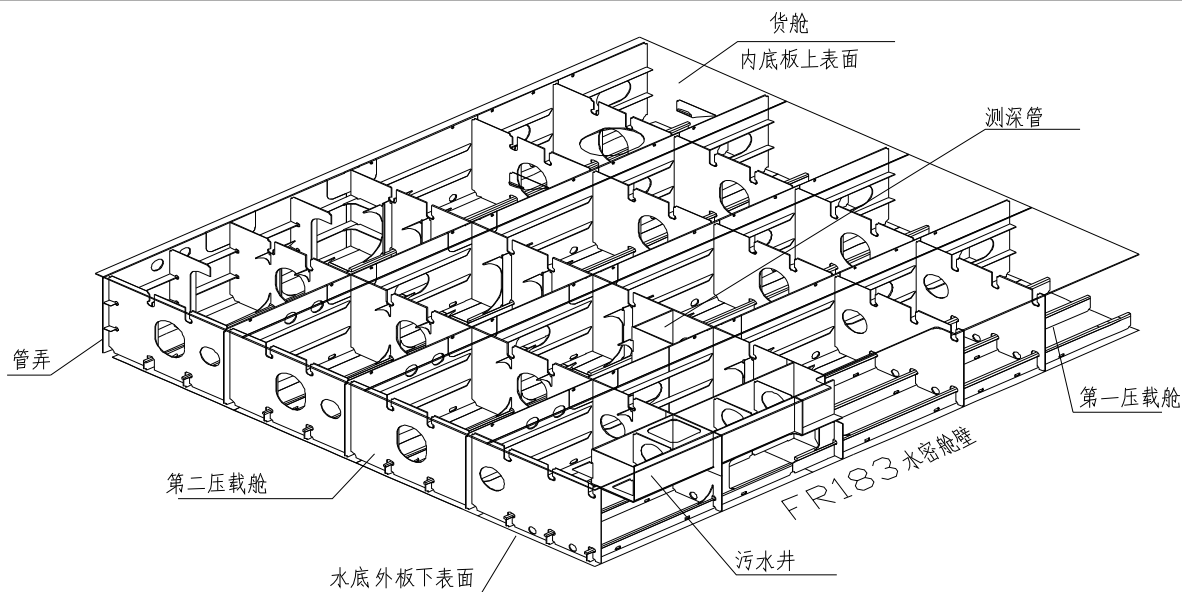 货舱
内底板上表面
测深管
管弄
第一压载舱
FR183水密舱壁
第二压载舱
污水井
水底外板下表面